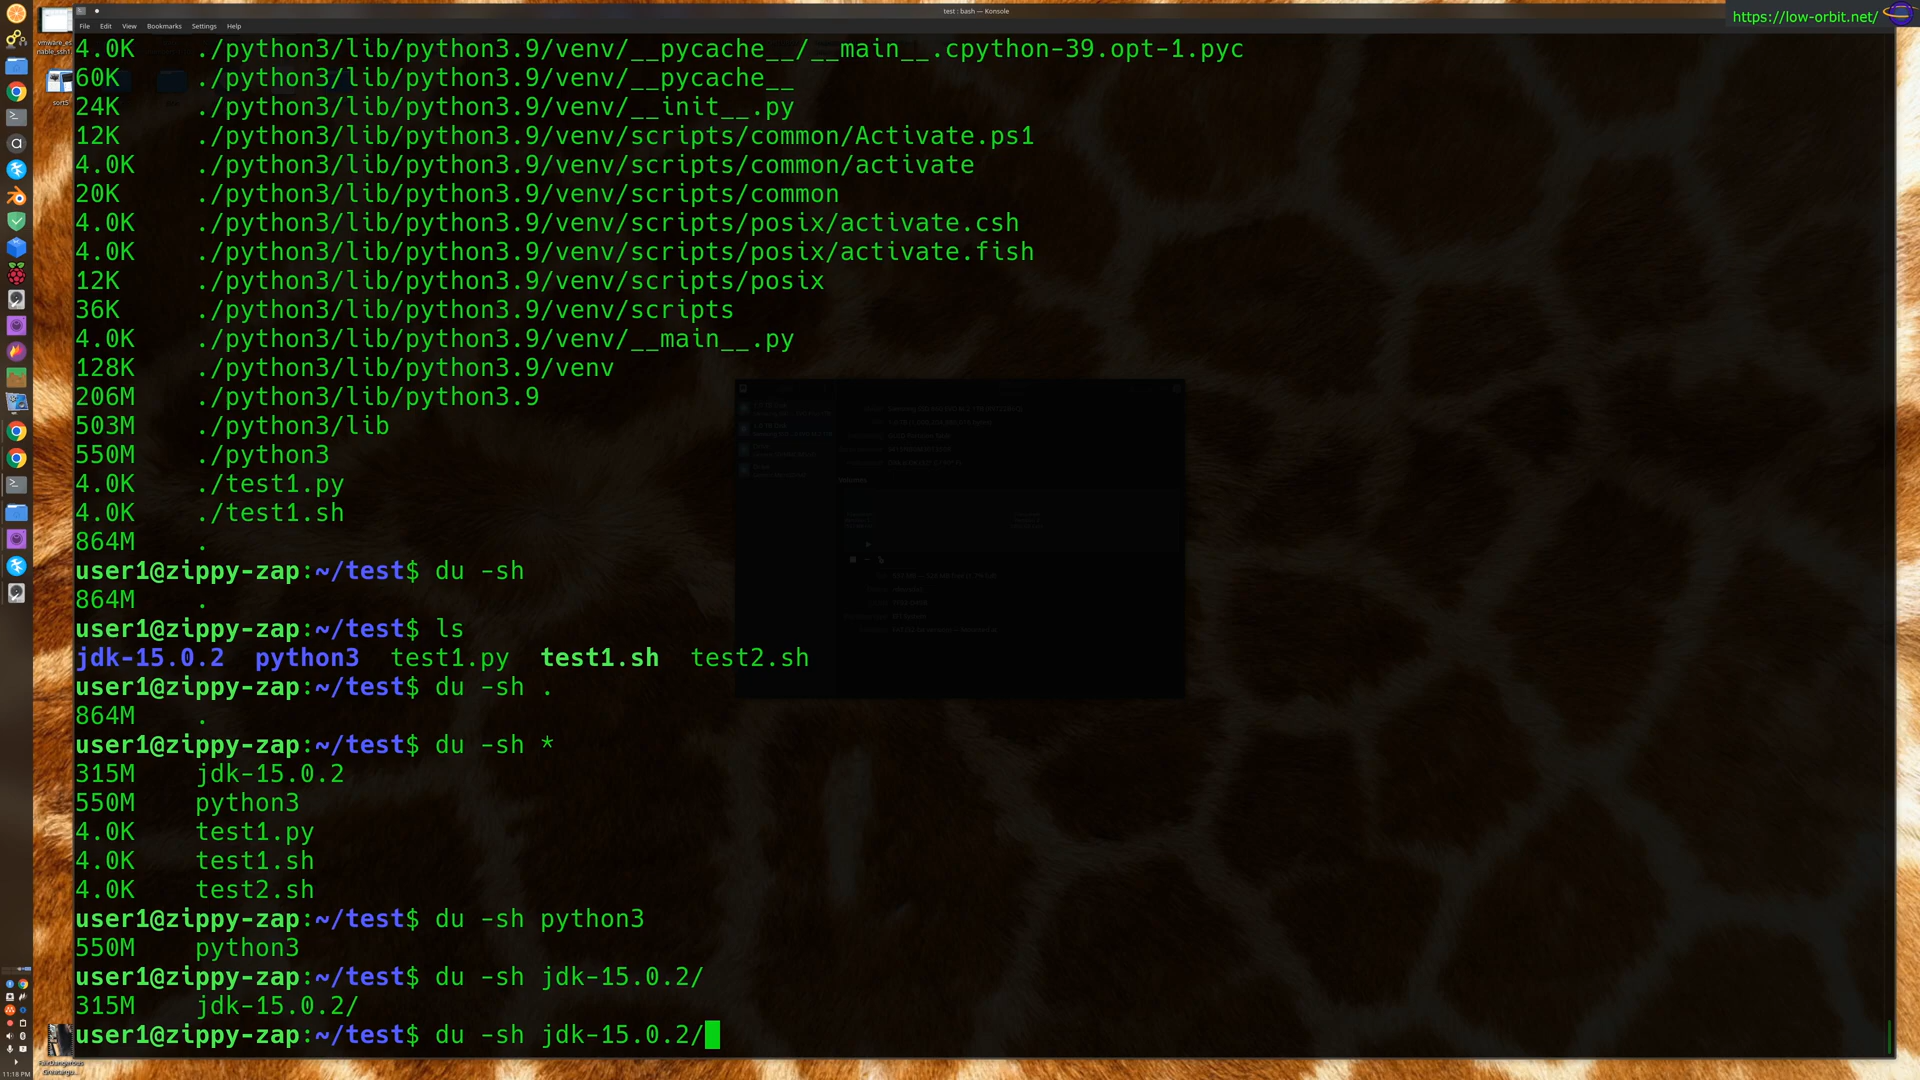 test : bash — Konsole
https://low-orbit.net/
File Edit View Bookmarks Settings Help
4.0K ./python3/lib/python3.9/venv/__pycache__/__main__.cpython-39.opt-1.pyc
60K ./python3/lib/python3.9/venv/__pycache__
24K ./python3/lib/python3.9/venv/__init__.py
12K ./python3/lib/python3.9/venv/scripts/common/Activate.ps1
4.0K ./python3/lib/python3.9/venv/scripts/common/activate
20K ./python3/lib/python3.9/venv/scripts/common
4.0K ./python3/lib/python3.9/venv/scripts/posix/activate.csh
4.0K ./python3/lib/python3.9/venv/scripts/posix/activate.fish
12K ./python3/lib/python3.9/venv/scripts/posix
36K ./python3/lib/python3.9/venv/scripts
4.0K ./python3/lib/python3.9/venv/__main__.py
128K ./python3/lib/python3.9/venv
206M ./python3/lib/python3.9
503M ./python3/lib
550M ./python3
4.0K ./test1.py
4.0K ./test1.sh
864M .
user1@zippy-zap:~/test$ du -sh
864M .
user1@zippy-zap:~/test$ ls
jdk-15.0.2 python3 test1.py test1.sh test2.sh
user1@zippy-zap:~/test$ du -sh .
864M .
user1@zippy-zap:~/test$ du -sh *
315M jdk-15.0.2
550M python3
4.0K test1.py
4.0K test1.sh
4.0K test2.sh
user1@zippy-zap:~/test$ du -sh python3
550M python3
user1@zippy-zap:~/test$ du -sh jdk-15.0.2/
315M jdk-15.0.2/
user1@zippy-zap:~/test$ du -sh jdk-15.0.2/
11:18 PM